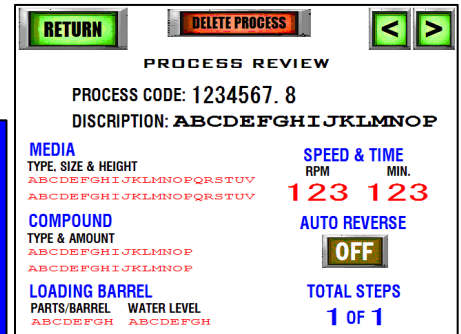 RETURN
DELETE PROCESS
< >
PROCESS REVIEW
PROCESS CODE: 1234567. 8
DISCRIPTION: ABCDEFGHIJKLMNOP
MEDIA
TYPE, SIZE & HEIGHT
ABCDEFGHIJKLMNOPQRSTUV
ABCDEFGHIJKLMNOPQRSTUV
SPEED & TIME
RPM MIN.
123 123
COMPOUND
TYPE & AMOUNT
ABCDEFGHIJKLMNOP
ABCDEFGHIJKLMNOP
AUTO REVERSE
OFF
LOADING BARREL
PARTS/BARREL WATER LEVEL
ABCDEFGH ABCDEFGH
TOTAL STEPS
1 OF 1